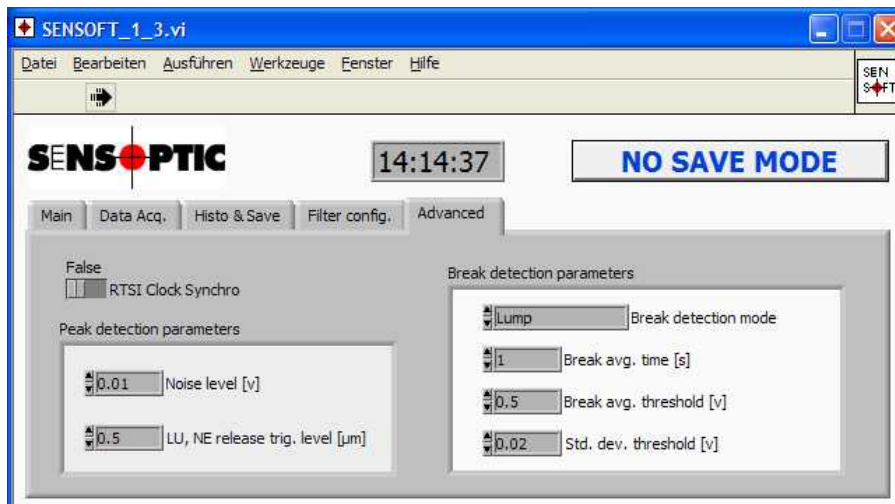 SENSOFT_1_3.vi
Datei Bearbeiten Ausführen Werkzeuge Fenster Hilfe
SEN
SOFT
SENSOPTIC
14:14:37
NO SAVE MODE
Main
Data Acq.
Histo & Save
Filter config.
Advanced
False
RTSI Clock Synchro
Peak detection parameters
0.01 Noise level [v]
0.5 LU, NE release trig. level [µm]
Break detection parameters
Lump Break detection mode
1 Break avg. time [s]
0.5 Break avg. threshold [v]
0.02 Std. dev. threshold [v]